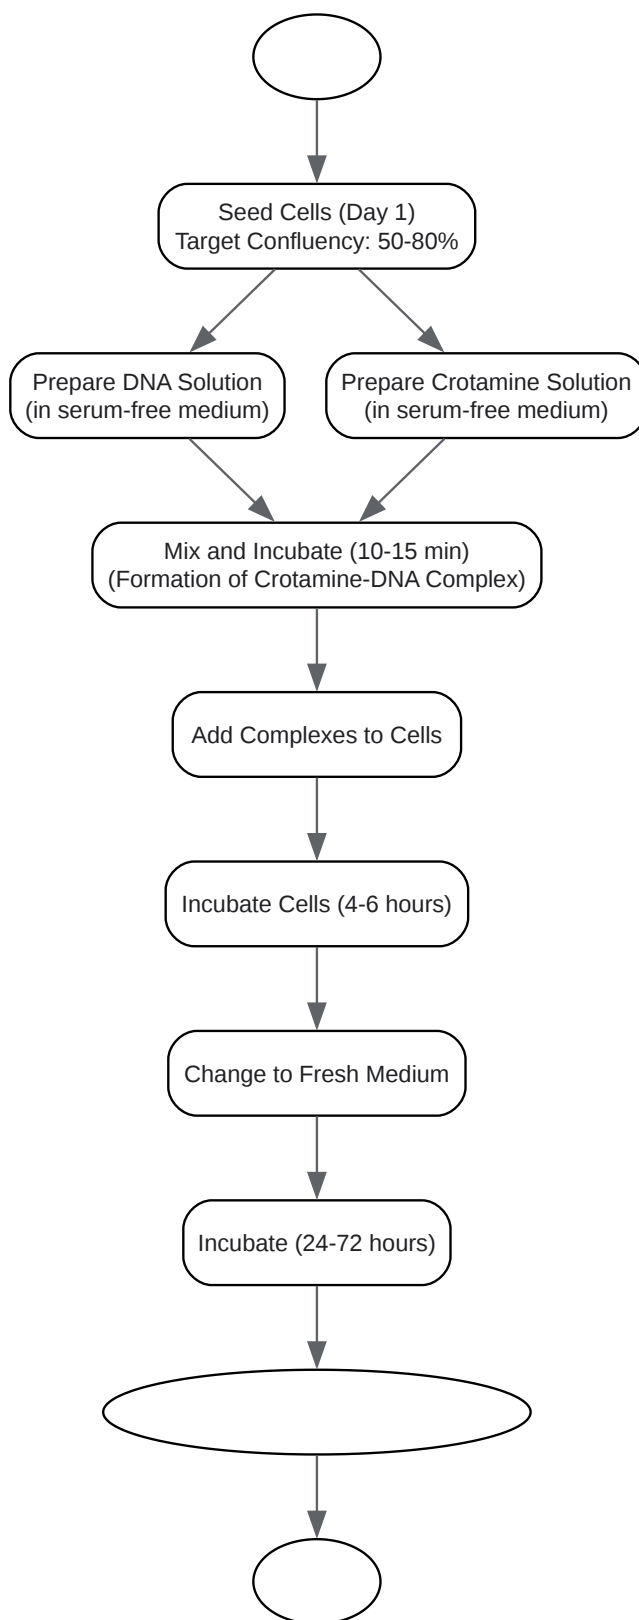 Seed Cells (Day 1)
Target Confluency: 50-80%
Prepare DNA Solution
(in serum-free medium)
Prepare Crotamine Solution
(in serum-free medium)
Mix and Incubate (10-15 min)
(Formation of Crotamine-DNA Complex)
Add Complexes to Cells
Incubate Cells (4-6 hours)
Change to Fresh Medium
Incubate (24-72 hours)